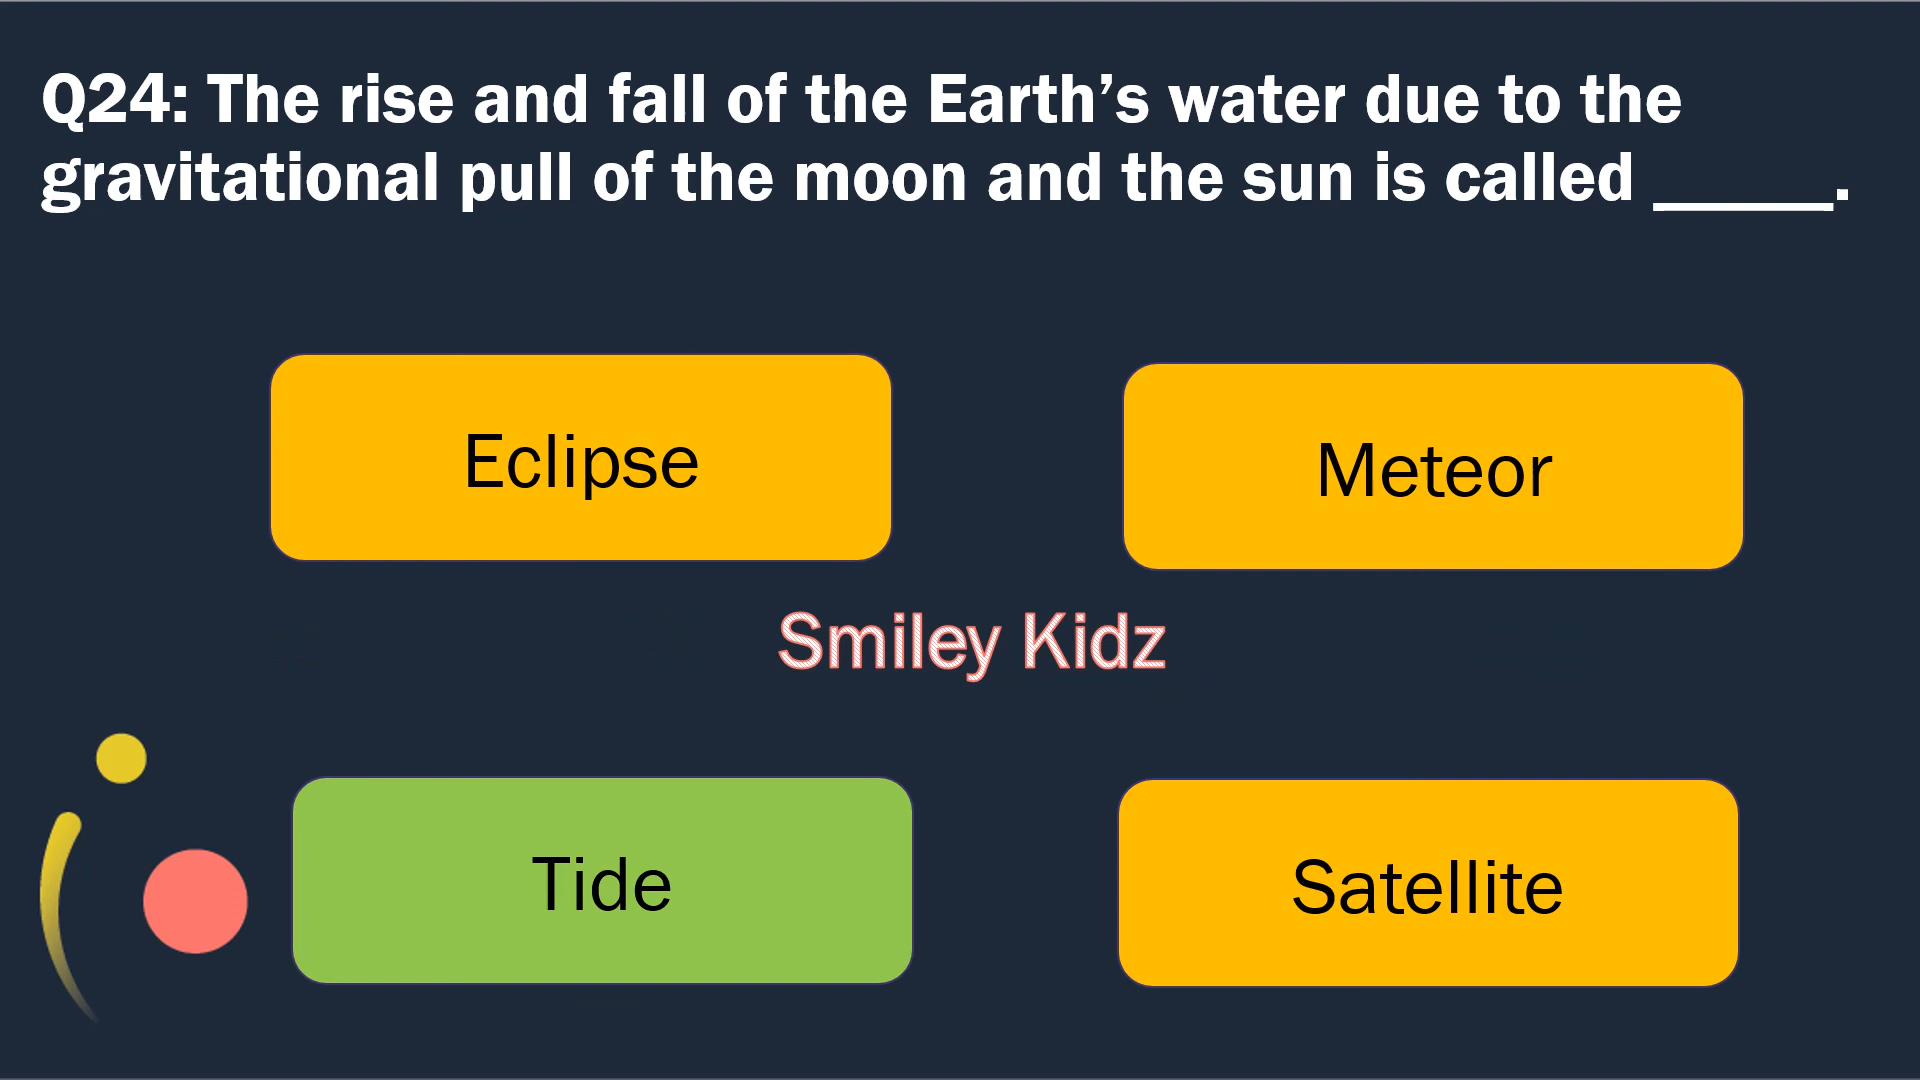 Q24: The rise and fall of the Earth’s water due to the
gravitational pull of the moon and the sun is called _____.
Eclipse
Meteor
Smiley Kidz
Tide
Satellite